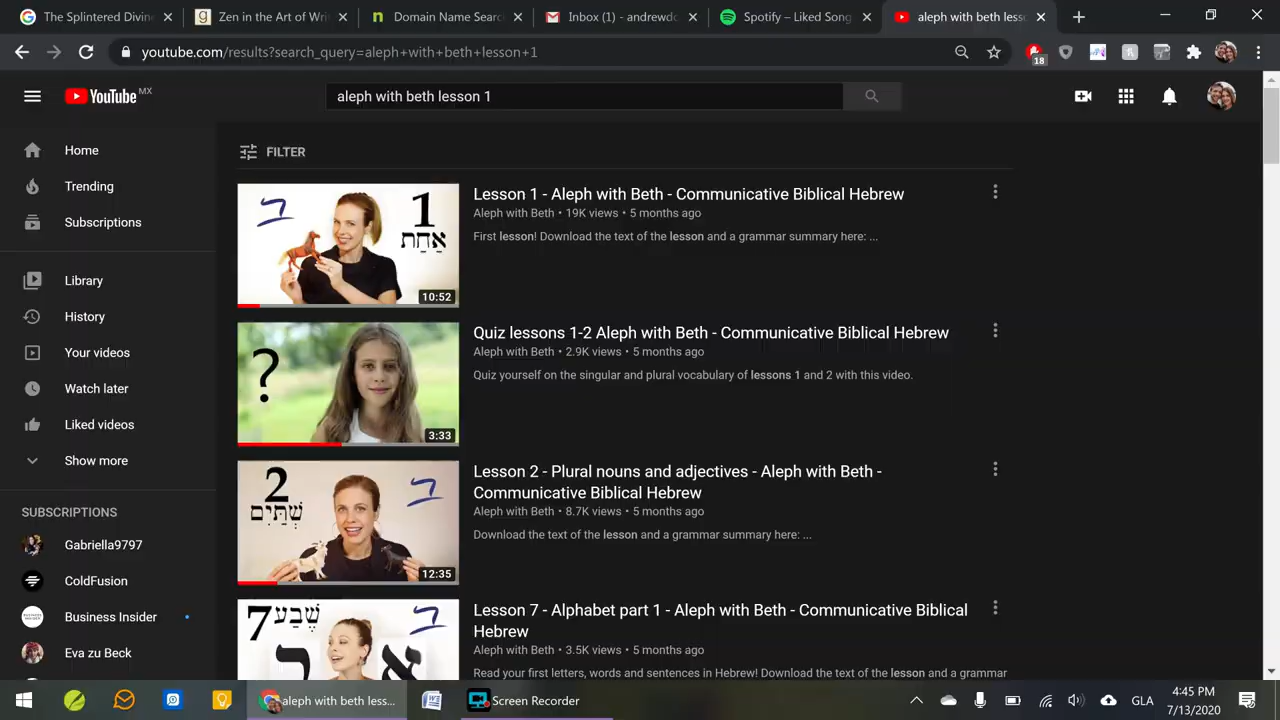 The Splintered Divin
Zen in the Art of Wri
Domain Name Searc
Inbox (1) - andrewdc
Spotify – Liked Song
aleph with beth less
youtube.com/results?search_query=aleph+with+beth+lesson+1
18
YouTube MX
aleph with beth lesson 1
Home
Trending
Subscriptions
Library
History
Your videos
Watch later
Liked videos
Show more
SUBSCRIPTIONS
Gabriella9797
ColdFusion
Business Insider
Eva zu Beck
FILTER
ב
1
אַחַת
10:52
Lesson 1 - Aleph with Beth - Communicative Biblical Hebrew
Aleph with Beth • 19K views • 5 months ago
First lesson! Download the text of the lesson and a grammar summary here: ...
?
3:33
Quiz lessons 1-2 Aleph with Beth - Communicative Biblical Hebrew
Aleph with Beth • 2.9K views • 5 months ago
Quiz yourself on the singular and plural vocabulary of lessons 1 and 2 with this video.
2
שְׁתַּיִם
ב
12:35
Lesson 2 - Plural nouns and adjectives - Aleph with Beth -
Communicative Biblical Hebrew
Aleph with Beth • 8.7K views • 5 months ago
Download the text of the lesson and a grammar summary here: ...
7
שֶׁבַע
ב
א
Lesson 7 - Alphabet part 1 - Aleph with Beth - Communicative Biblical
Hebrew
Aleph with Beth • 3.5K views • 5 months ago
Read your first letters, words and sentences in Hebrew! Download the text of the lesson and a grammar
aleph with beth less...
Screen Recorder
GLA
4:45 PM
7/13/2020